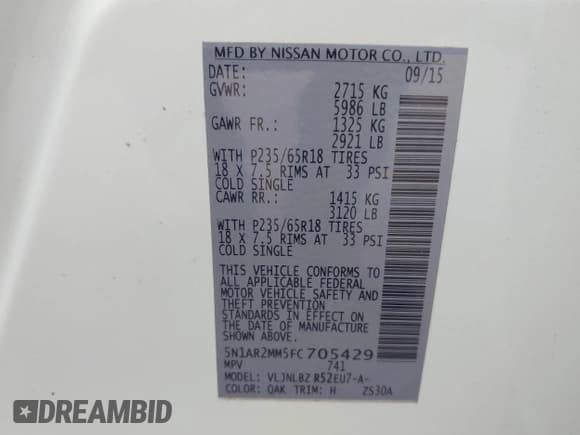 MFD BY NISSAN MOTOR CO., LTD.
DATE: 09/15
GVWR: 2715 KG
5986 LB
GAWR FR.: 1325 KG
2921 LB
WITH P235/65R18 TIRES
18 X 7.5 RIMS AT 33 PSI
COLD SINGLE
GAWR RR.: 1415 KG
3120 LB
WITH P235/65R18 TIRES
18 X 7.5 RIMS AT 33 PSI
COLD SINGLE
THIS VEHICLE CONFORMS TO
ALL APPLICABLE FEDERAL
MOTOR VEHICLE SAFETY AND
THEFT PREVENTION
STANDARDS IN EFFECT ON
THE DATE OF MANUFACTURE
SHOWN ABOVE.
5N1AR2MM5FC705429
MPV 741
MODEL: VLJNLBZ R52EU7-A-
COLOR: QAK TRIM: H ZS30A
AUTOBIDMASTER
AUTOBIDMASTER